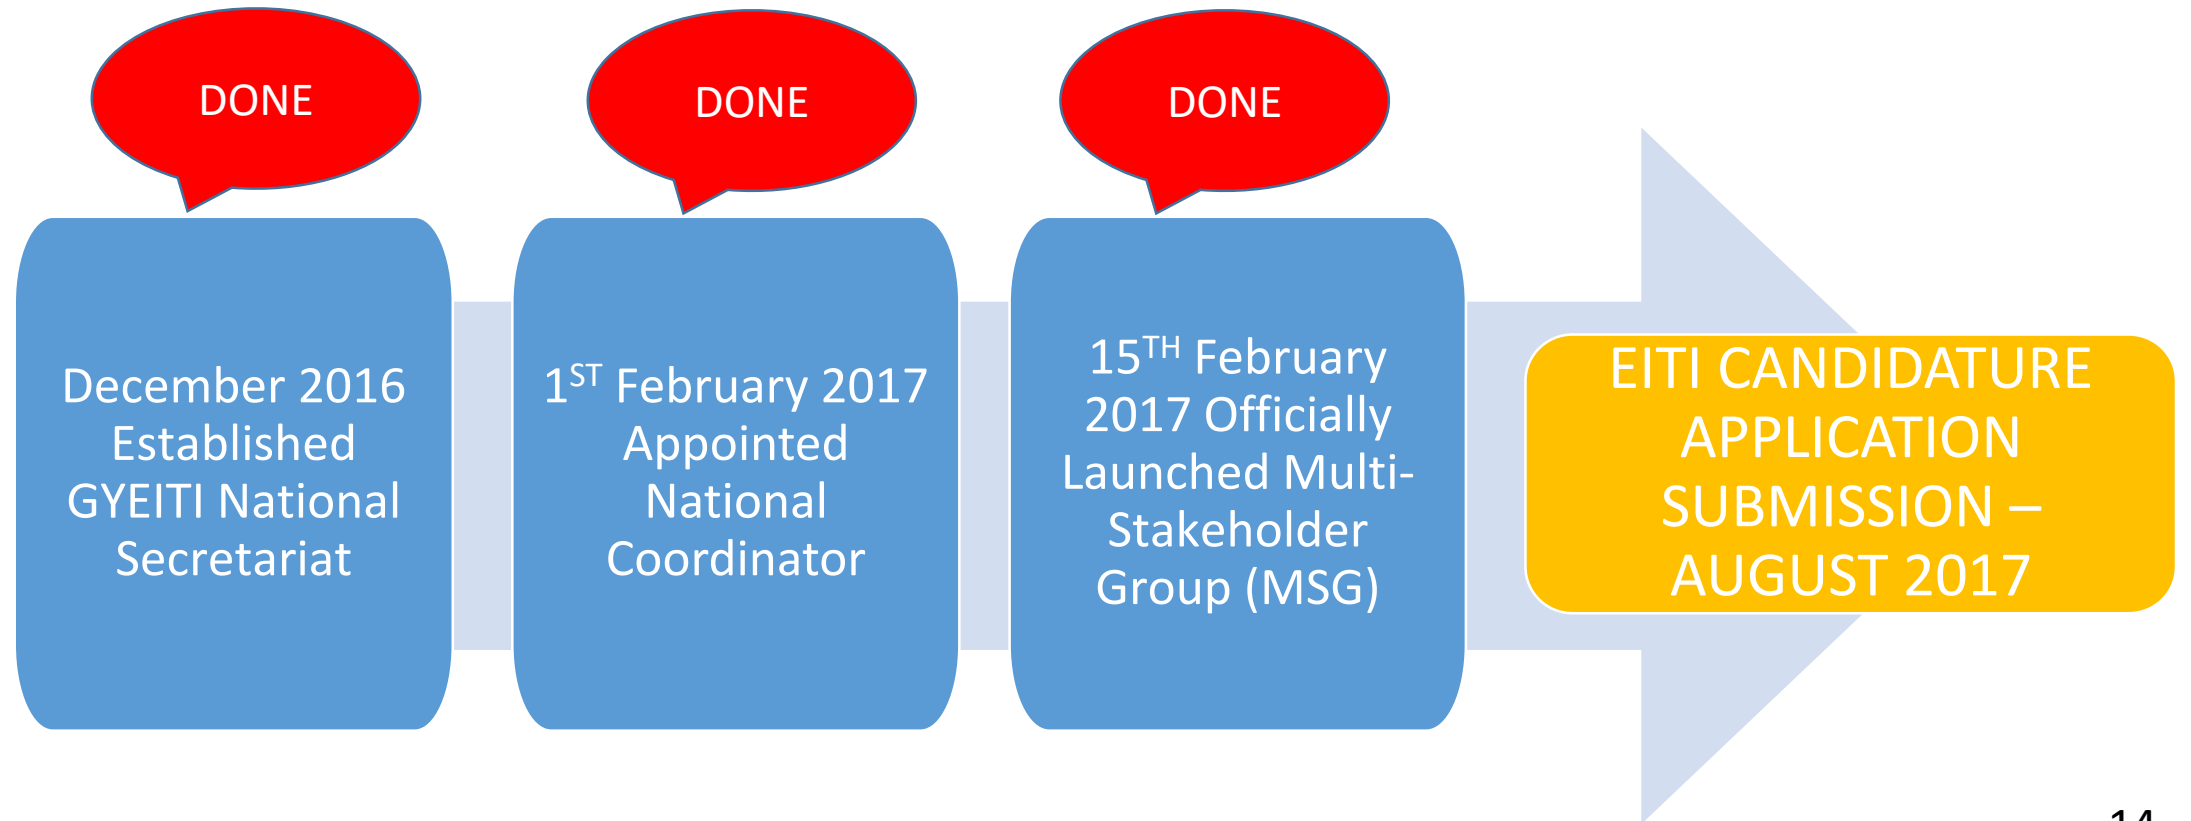 DONE
DONE
DONE
December 2016
Established
GYEITI National
Secretariat
1ST February 2017
Appointed
National
Coordinator
15TH February
2017 Officially
Launched Multi-
Stakeholder
Group (MSG)
EITI CANDIDATURE
APPLICATION
SUBMISSION –
AUGUST 2017
14